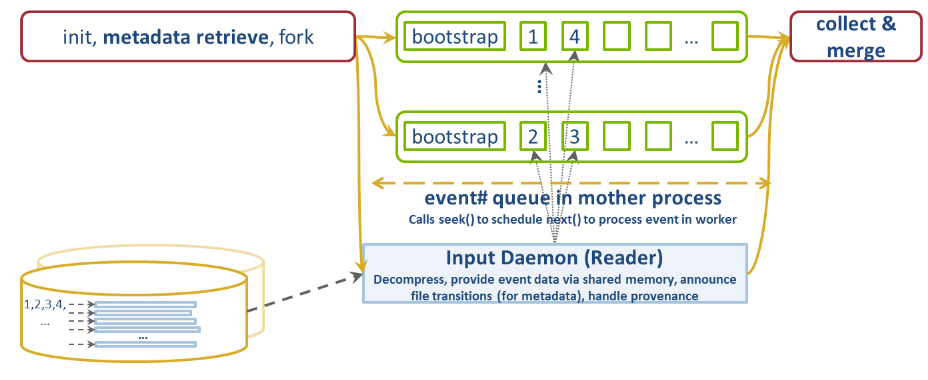 init, metadata retrieve, fork
bootstrap 1 4 ...
collect &
merge
...
bootstrap 2 3 ...
event# queue in mother process
Calls seek() to schedule next() to process event in worker
Input Daemon (Reader)
Decompress, provide event data via shared memory, announce
file transitions (for metadata), handle provenance
1,2,3,4,
...
...